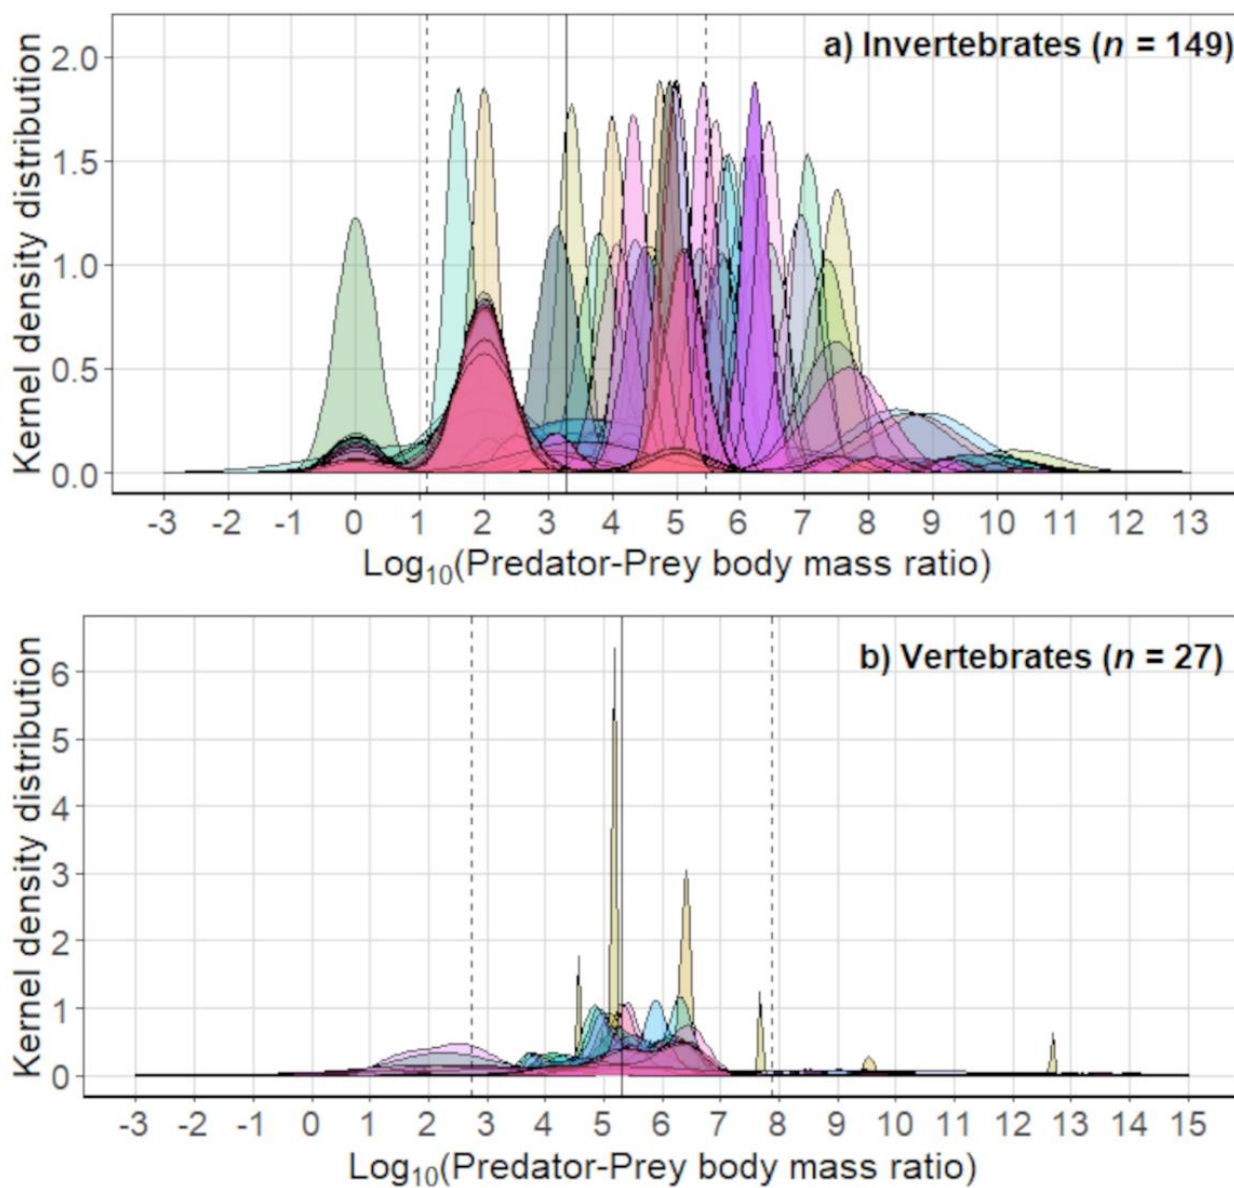 a) Invertebrates (n = 149)
Kernel density distribution
2.0
1.5
1.0
0.5
0.0
-3 -2 -1 0 1 2 3 4 5 6 7 8 9 10 11 12 13
Log10(Predator-Prey body mass ratio)
b) Vertebrates (n = 27)
Kernel density distribution
6
5
4
3
2
1
0
-3 -2 -1 0 1 2 3 4 5 6 7 8 9 10 11 12 13 14 15
Log10(Predator-Prey body mass ratio)